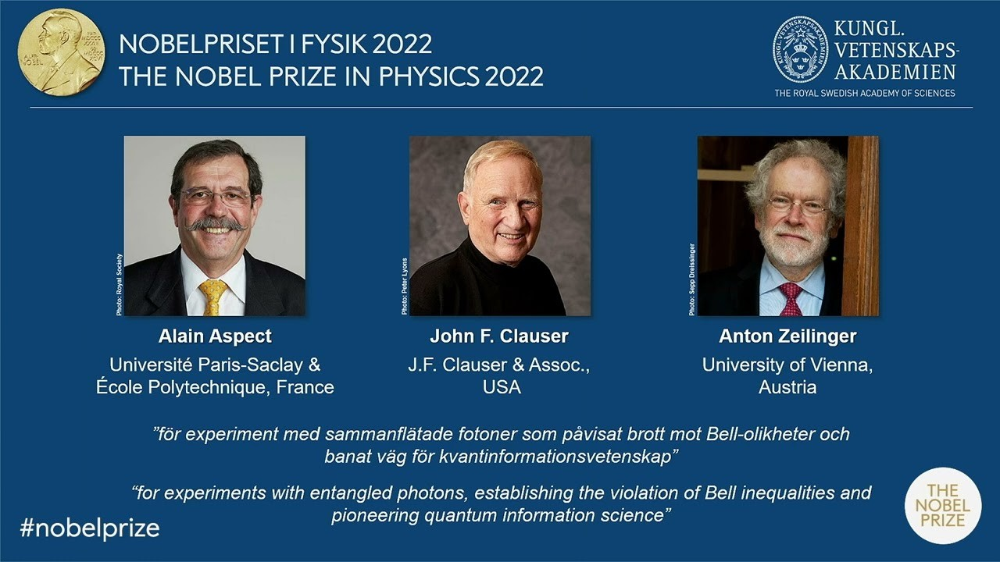 NOBELPRISET I FYSIK 2022
THE NOBEL PRIZE IN PHYSICS 2022
KUNGL.
VETENSKAPS-
AKADEMIEN
THE ROYAL SWEDISH ACADEMY OF SCIENCES
Photo: Royal Society
Photo: Peter Lyons
Photo: Sepp Dreissinger
Alain Aspect
Université Paris-Saclay &
École Polytechnique, France
John F. Clauser
J.F. Clauser & Assoc.,
USA
Anton Zeilinger
University of Vienna,
Austria
”för experiment med sammanflätade fotoner som påvisat brott mot Bell-olikheter och
banat väg för kvantinformationsvetenskap”
“for experiments with entangled photons, establishing the violation of Bell inequalities and
pioneering quantum information science”
#nobelprize
THE
NOBEL
PRIZE